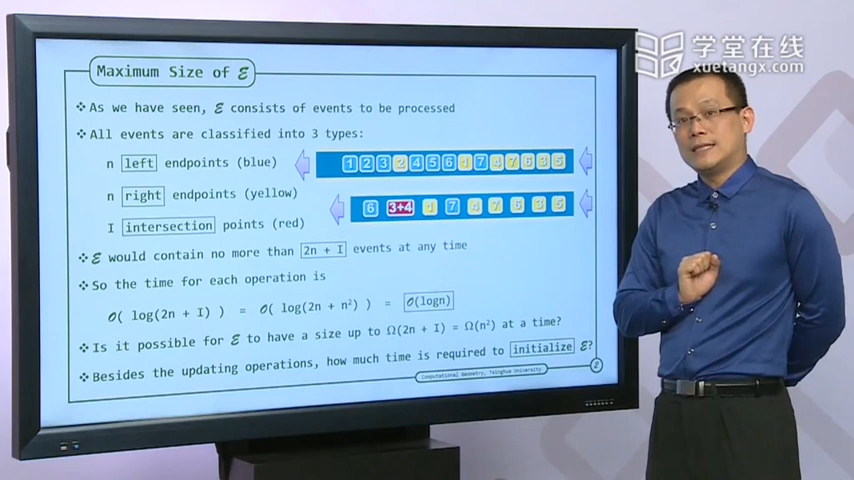 学堂在线
xuetangx.com
Maximum Size of ℰ
❖ As we have seen, ℰ consists of events to be processed
❖ All events are classified into 3 types:
n left endpoints (blue)
1 2 3 2 4 5 6 1 7 4 7 6 3 5
n right endpoints (yellow)
6 3+4 1 7 4 7 6 3 5
I intersection points (red)
❖ ℰ would contain no more than 2n + I events at any time
❖ So the time for each operation is
𝒪( log(2n + I) ) = 𝒪( log(2n + n²) ) = 𝒪(logn)
❖ Is it possible for ℰ to have a size up to Ω(2n + I) = Ω(n²) at a time?
❖ Besides the updating operations, how much time is required to initialize ℰ?
Computational Geometry, Tsinghua University
2